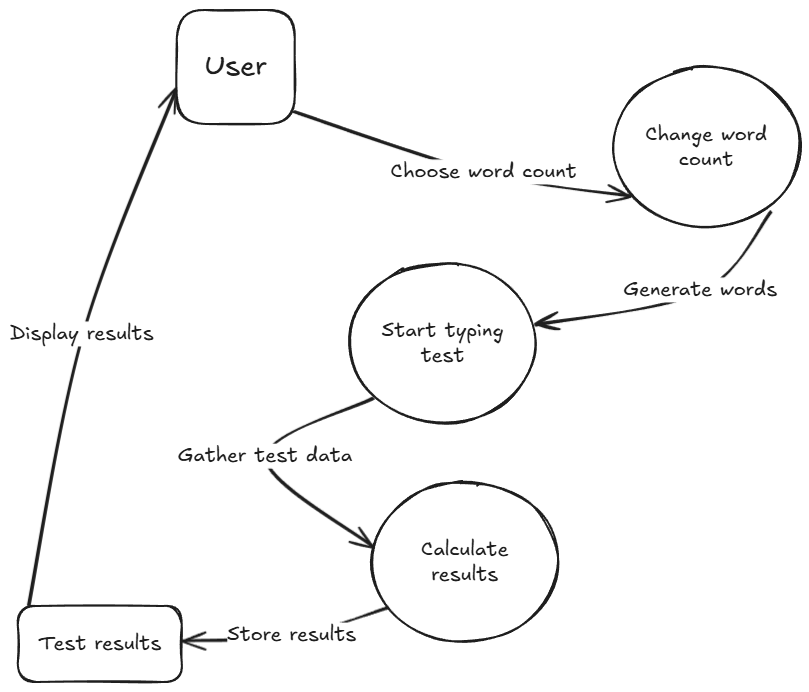 User
Change word
count
Choose word count
Generate words
Start typing
test
Display results
Gather test data
Calculate
results
Store results
Test results